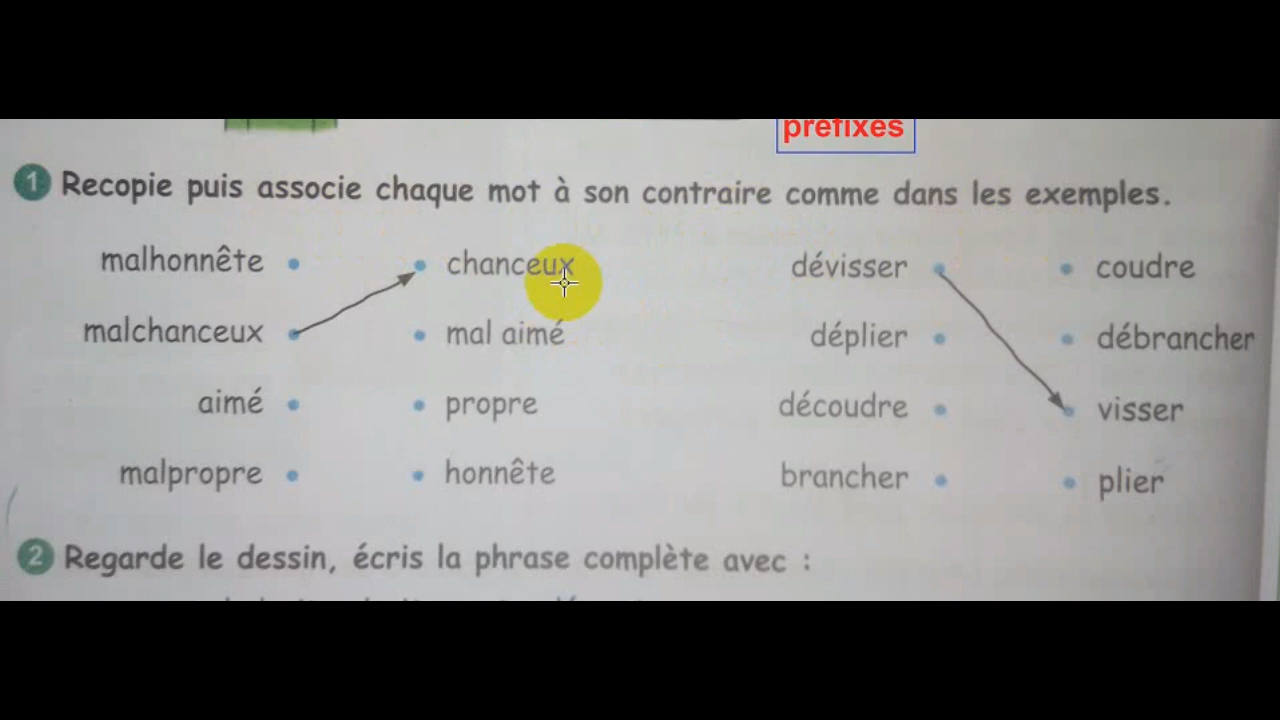 prefixes
1 Recopie puis associe chaque mot à son contraire comme dans les exemples.
malhonnête • • chanceux
malchanceux • • mal aimé
aimé • • propre
malpropre • • honnête
dévisser • • coudre
déplier • • débrancher
découdre • • visser
brancher • • plier
2 Regarde le dessin, écris la phrase complète avec :